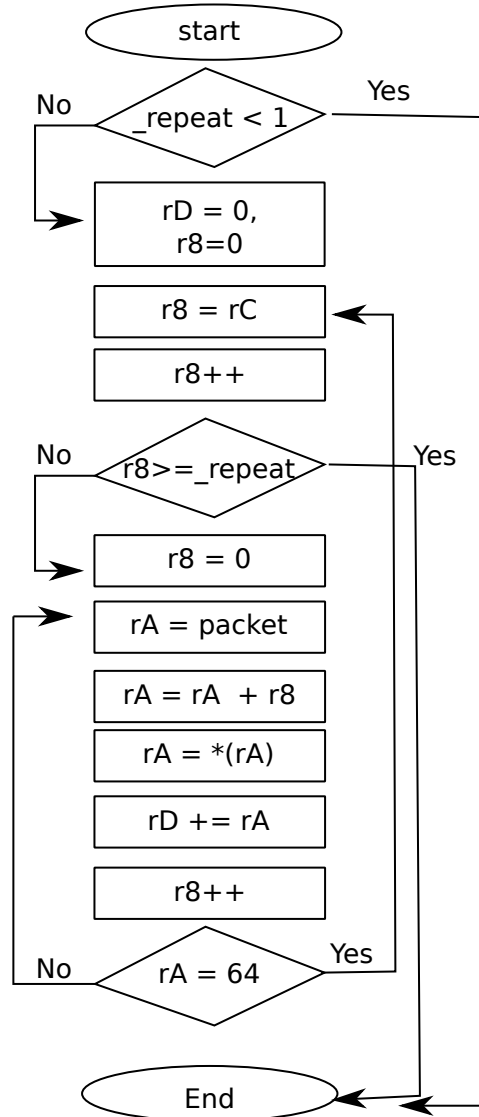 start
No
Yes
_repeat < 1
rD = 0,
r8=0
r8 = rC
r8++
No
Yes
r8>=_repeat
r8 = 0
rA = packet
rA = rA + r8
rA = *(rA)
rD += rA
r8++
No
Yes
rA = 64
End